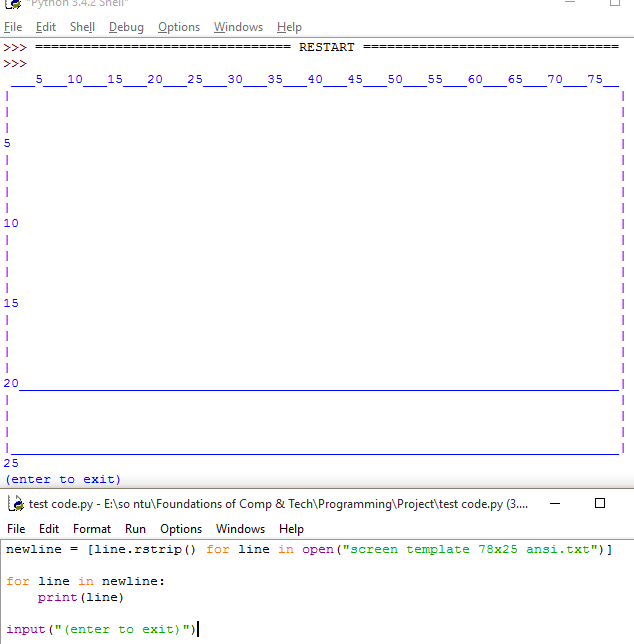 "Python 3.4.2 Shell"
File Edit Shell Debug Options Windows Help
>>> ================================ RESTART ================================
>>>
 ___5___10___15___20___25___30___35___40___45___50___55___60___65___70___75__
| |
| |
| |
5 |
| |
| |
| |
| |
10 |
| |
| |
| |
| |
15 |
| |
| |
| |
| |
20___________________________________________________________________________|
| |
| |
| |
|____________________________________________________________________________|
25
(enter to exit)
test code.py - E:\so ntu\Foundations of Comp & Tech\Programming\Project\test code.py (3....
File Edit Format Run Options Windows Help
newline = [line.rstrip() for line in open("screen template 78x25 ansi.txt")]
for line in newline:
    print(line)
input("(enter to exit)")